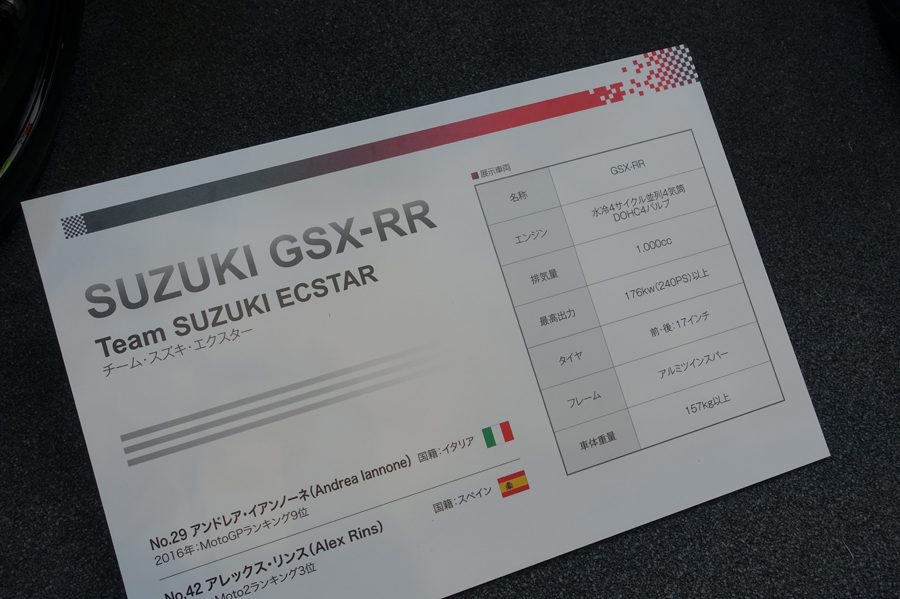 SUZUKI GSX-RR
Team SUZUKI ECSTAR
チーム・スズキ・エクスター
No.29 アンドレア・イアンノーネ(Andrea Iannone) 国籍:イタリア
2016年:MotoGPランキング9位
No.42 アレックス・リンス(Alex Rins) 国籍:スペイン
Moto2ランキング3位
■展示車両
名称 GSX-RR
エンジン 水冷4サイクル並列4気筒
DOHC4バルブ
排気量 1,000cc
最高出力 176kw(240PS)以上
タイヤ 前・後:17インチ
フレーム アルミツインスパー
車体重量 157kg以上